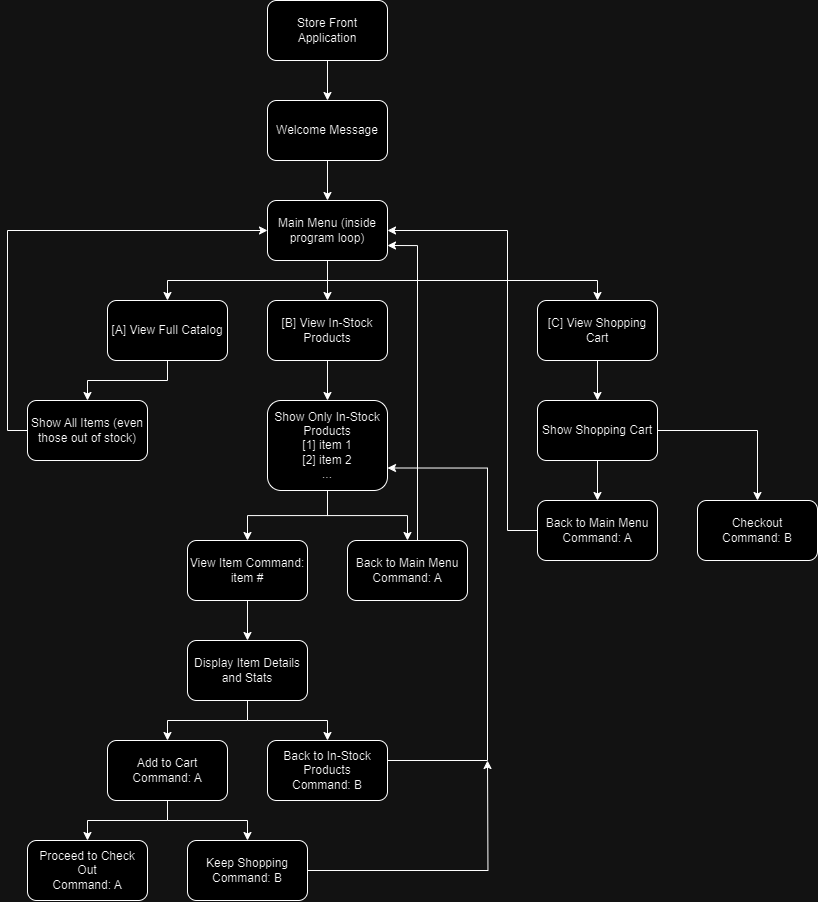 Store Front
Application
Welcome Message
Main Menu (inside
program loop)
[A] View Full Catalog
[B] View In-Stock
Products
[C] View Shopping
Cart
Show All Items (even
those out of stock)
Show Only In-Stock
Products
[1] item 1
[2] item 2
...
Show Shopping Cart
Back to Main Menu
Command: A
Checkout
Command: B
View Item Command:
item #
Back to Main Menu
Command: A
Display Item Details
and Stats
Add to Cart
Command: A
Back to In-Stock
Products
Command: B
Proceed to Check
Out
Command: A
Keep Shopping
Command: B